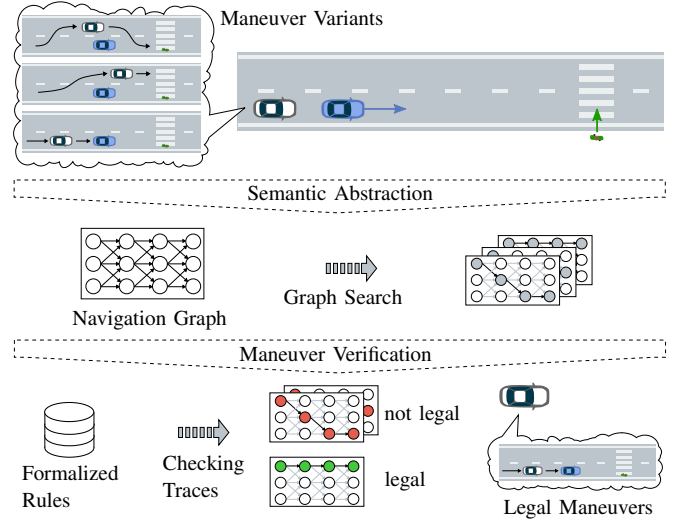 Maneuver Variants
Semantic Abstraction
Navigation Graph
Graph Search
Maneuver Verification
Formalized
Rules
Checking
Traces
not legal
legal
Legal Maneuvers